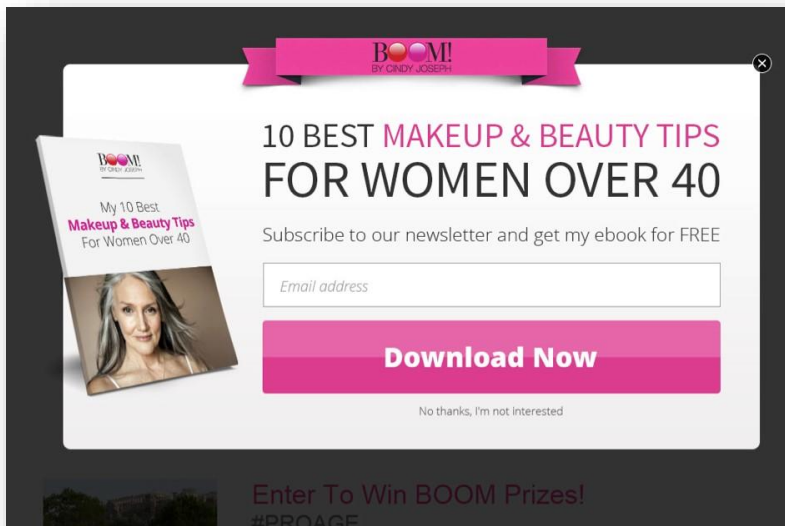 BOOM!
BY CINDY JOSEPH
10 BEST MAKEUP & BEAUTY TIPS
FOR WOMEN OVER 40
Subscribe to our newsletter and get my ebook for FREE
Email address
Download Now
No thanks, I'm not interested
BOOM!
BY CINDY JOSEPH
My 10 Best
Makeup & Beauty Tips
For Women Over 40
Enter To Win BOOM Prizes!
#PROAGE